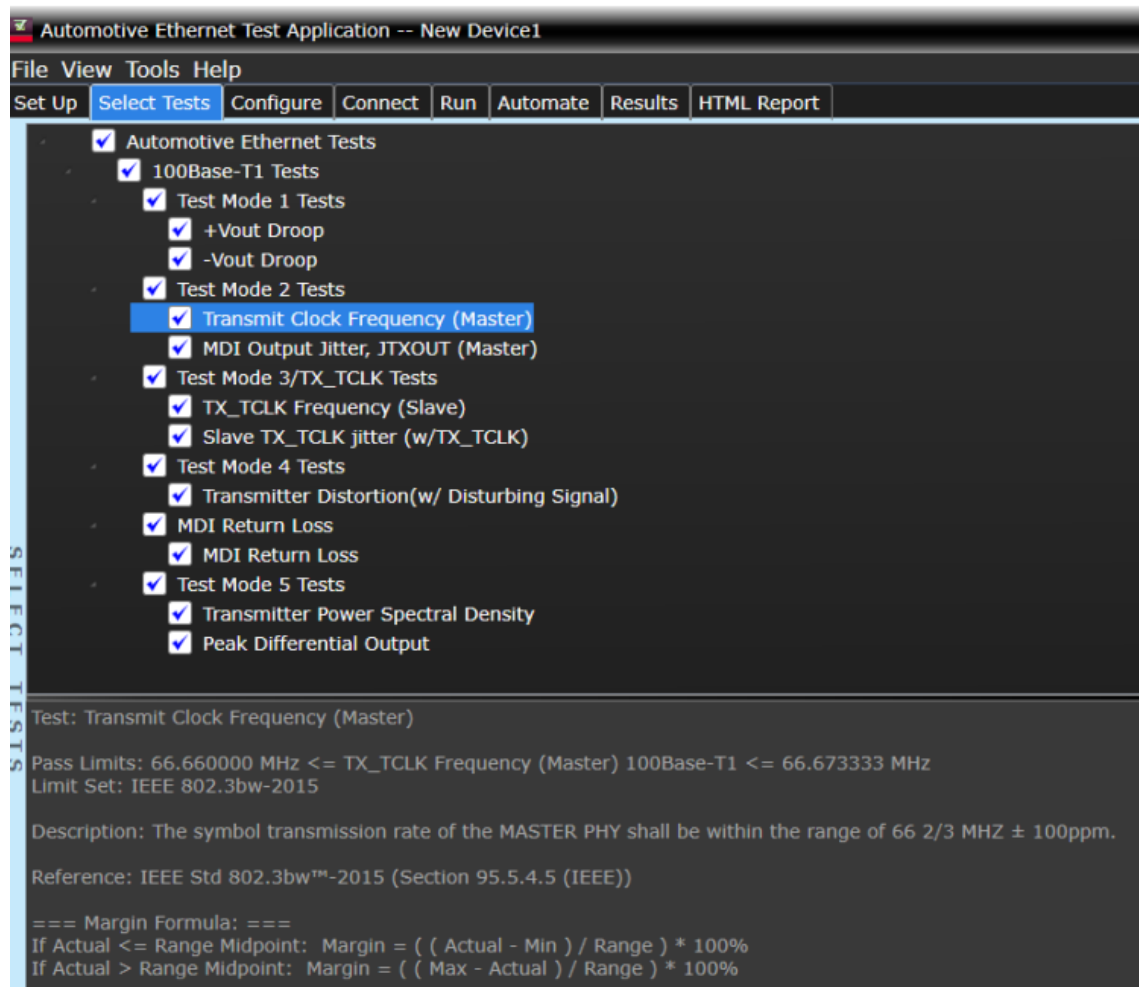 Automotive Ethernet Test Application -- New Device1
File View Tools Help
Set Up Select Tests Configure Connect Run Automate Results HTML Report
Automotive Ethernet Tests
100Base-T1 Tests
Test Mode 1 Tests
+Vout Droop
-Vout Droop
Test Mode 2 Tests
Transmit Clock Frequency (Master)
MDI Output Jitter, JTXOUT (Master)
Test Mode 3/TX_TCLK Tests
TX_TCLK Frequency (Slave)
Slave TX_TCLK jitter (w/TX_TCLK)
Test Mode 4 Tests
Transmitter Distortion(w/ Disturbing Signal)
MDI Return Loss
MDI Return Loss
Test Mode 5 Tests
Transmitter Power Spectral Density
Peak Differential Output
SELECT TESTS
Test: Transmit Clock Frequency (Master)
Pass Limits: 66.660000 MHz <= TX_TCLK Frequency (Master) 100Base-T1 <= 66.673333 MHz
Limit Set: IEEE 802.3bw-2015
Description: The symbol transmission rate of the MASTER PHY shall be within the range of 66 2/3 MHZ ± 100ppm.
Reference: IEEE Std 802.3bw™-2015 (Section 95.5.4.5 (IEEE))
=== Margin Formula: ===
If Actual <= Range Midpoint: Margin = ( ( Actual - Min ) / Range ) * 100%
If Actual > Range Midpoint: Margin = ( ( Max - Actual ) / Range ) * 100%